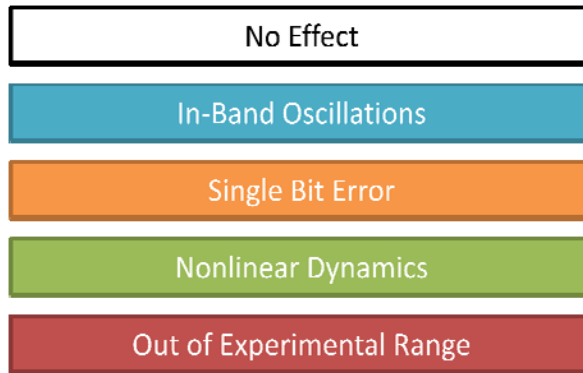 No Effect
In-Band Oscillations
Single Bit Error
Nonlinear Dynamics
Out of Experimental Range